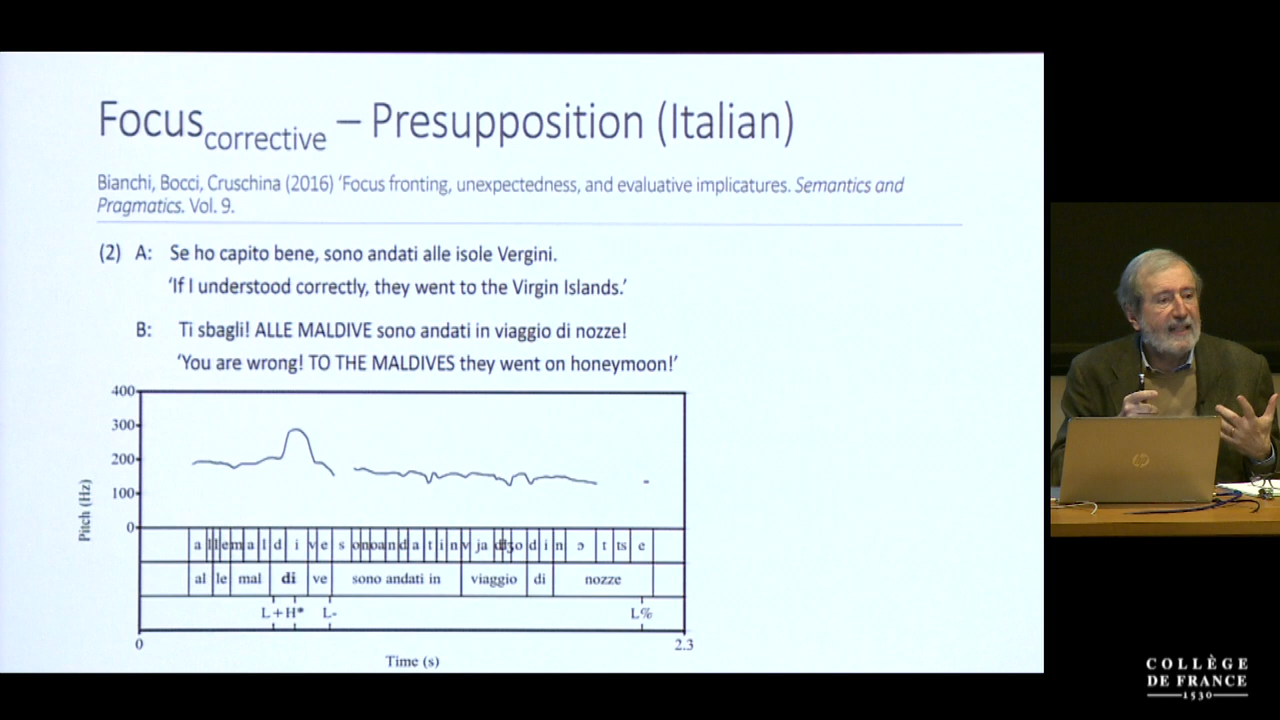 Focus corrective – Presupposition (Italian)
Bianchi, Bocci, Cruschina (2016) ‘Focus fronting, unexpectedness, and evaluative implicatures. Semantics and
Pragmatics. Vol. 9.
(2) A: Se ho capito bene, sono andati alle isole Vergini.
‘If I understood correctly, they went to the Virgin Islands.’
B: Ti sbagli! ALLE MALDIVE sono andati in viaggio di nozze!
‘You are wrong! TO THE MALDIVES they went on honeymoon!’
400
300
200
100
0
Pitch (Hz)
al le mal di ve sono andati in viaggio di nozze
L+H* L- L%
0 2.3
Time (s)
hp
COLLÈGE
DE FRANCE
1530